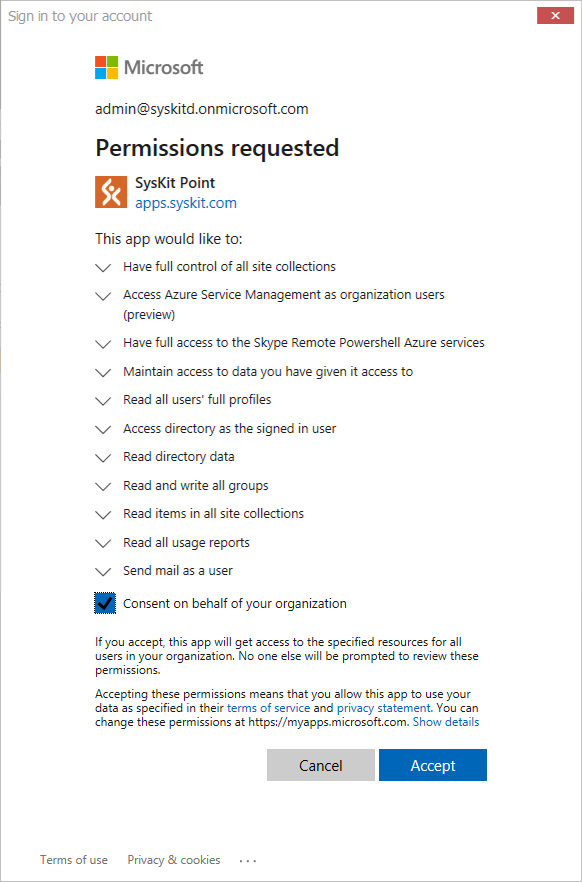 Sign in to your account
Microsoft
admin@syskitd.onmicrosoft.com
Permissions requested
SysKit Point
apps.syskit.com
This app would like to:
Have full control of all site collections
Access Azure Service Management as organization users
(preview)
Have full access to the Skype Remote Powershell Azure services
Maintain access to data you have given it access to
Read all users' full profiles
Access directory as the signed in user
Read directory data
Read and write all groups
Read items in all site collections
Read all usage reports
Send mail as a user
Consent on behalf of your organization
If you accept, this app will get access to the specified resources for all
users in your organization. No one else will be prompted to review these
permissions.
Accepting these permissions means that you allow this app to use your
data as specified in their terms of service and privacy statement. You can
change these permissions at https://myapps.microsoft.com. Show details
Cancel
Accept
Terms of use
Privacy & cookies
...